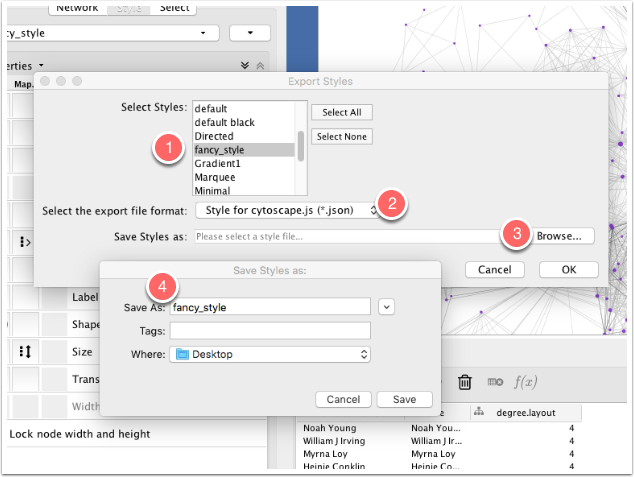 Network Style Select
cy_style
erties
Map.
Export Styles
Select Styles:
default
default black
Directed
fancy_style
Gradient1
Marquee
Minimal
Select All
Select None
1
Select the export file format: Style for cytoscape.js (*.json)
2
Save Styles as: Please select a style file... Browse...
3
Cancel OK
Save Styles as:
4
Save As: fancy_style
Tags:
Where: Desktop
Cancel Save
Label
Shape
Size
Trans
Width
Lock node width and height
f(x)
degree.layout
Noah Young Noah Yo... 4
William J Irving William J Ir... 4
Myrna Loy Myrna Loy 4
Heinie Conklin Heinie Con... 4